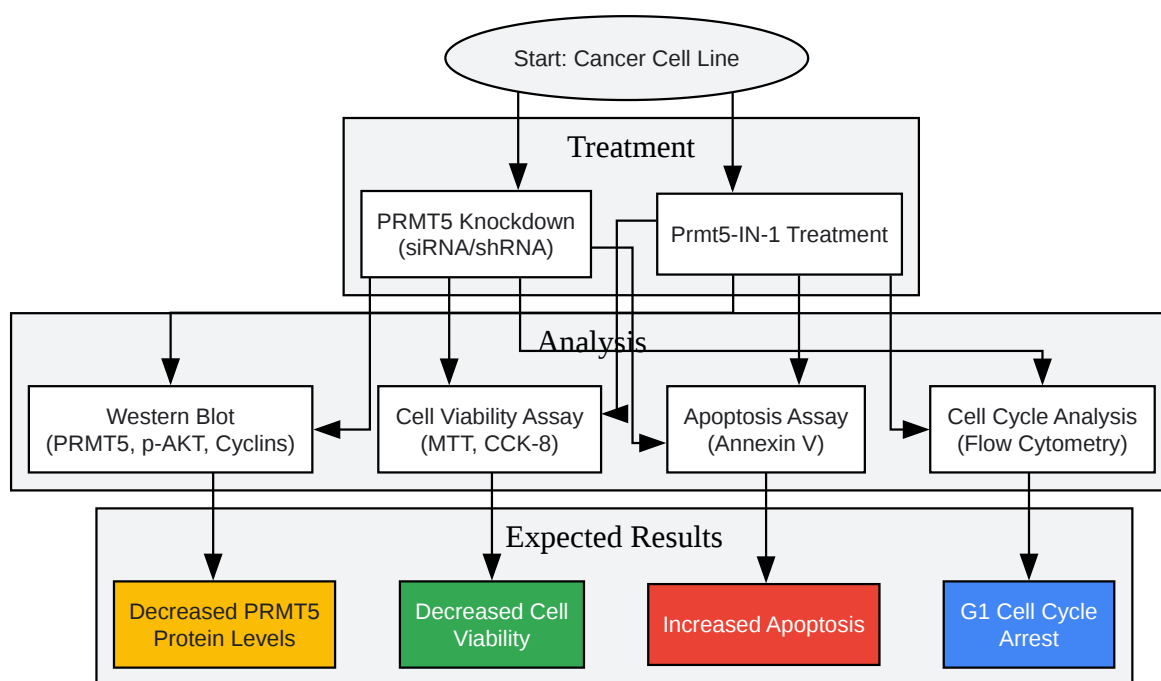 Start: Cancer Cell Line
Treatment
PRMT5 Knockdown
(siRNA/shRNA)
Prmt5-IN-1 Treatment
Analysis
Western Blot
(PRMT5, p-AKT, Cyclins)
Cell Viability Assay
(MTT, CCK-8)
Apoptosis Assay
(Annexin V)
Cell Cycle Analysis
(Flow Cytometry)
Expected Results
Decreased PRMT5
Protein Levels
Decreased Cell
Viability
Increased Apoptosis
G1 Cell Cycle
Arrest